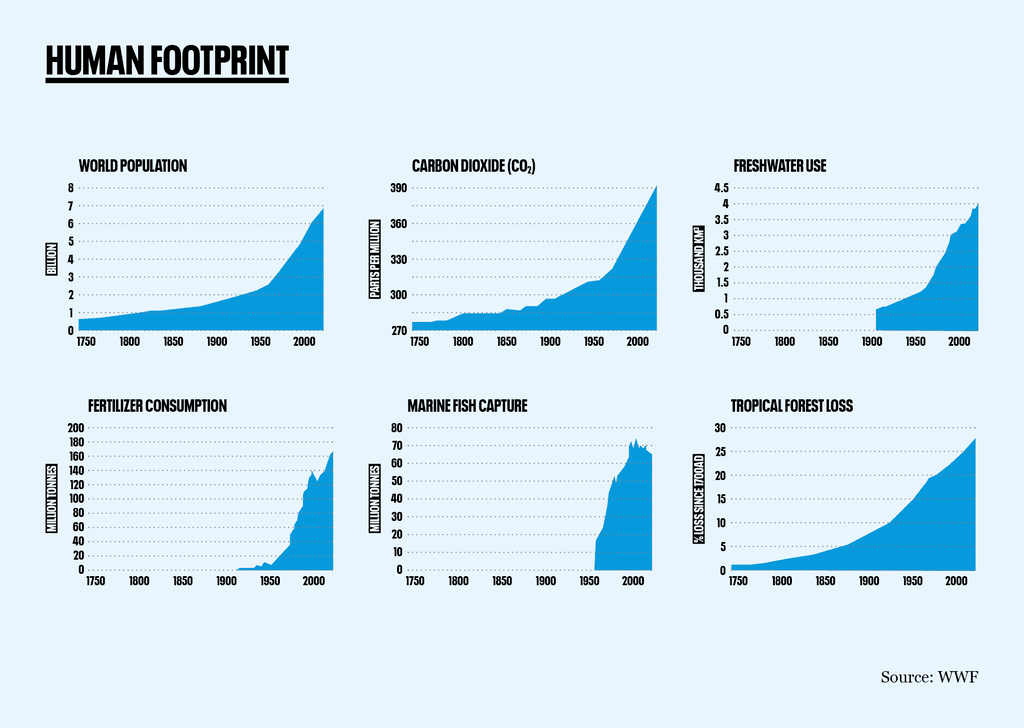 HUMAN FOOTPRINT
WORLD POPULATION
BILLION
8
7
6
5
4
3
2
1
0
1750 1800 1850 1900 1950 2000
CARBON DIOXIDE (CO₂)
PARTS PER MILLION
390
360
330
300
270
1750 1800 1850 1900 1950 2000
FRESHWATER USE
THOUSAND KM³
4.5
4
3.5
3
2.5
2
1.5
1
0.5
0
1750 1800 1850 1900 1950 2000
FERTILIZER CONSUMPTION
MILLION TONNES
200
180
160
140
120
100
80
60
40
20
0
1750 1800 1850 1900 1950 2000
MARINE FISH CAPTURE
MILLION TONNES
80
70
60
50
40
30
20
10
0
1750 1800 1850 1900 1950 2000
TROPICAL FOREST LOSS
% LOSS SINCE 1700AD
30
25
20
15
10
5
0
1750 1800 1850 1900 1950 2000
Source: WWF